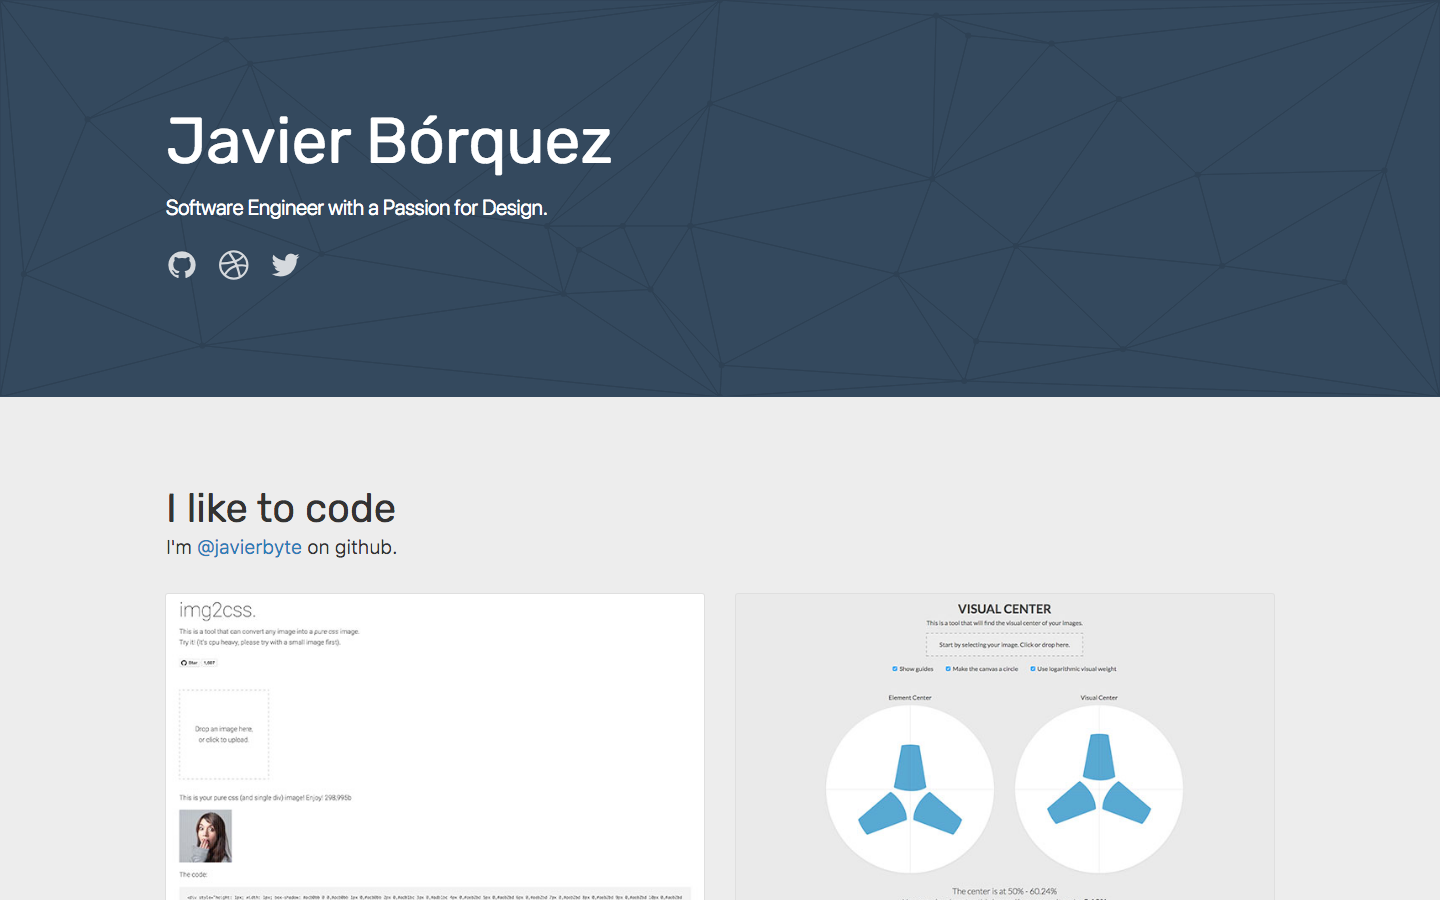 Javier Bórquez
Software Engineer with a Passion for Design.
I like to code
I'm @javierbyte on github.
img2css.
This is a tool that can convert any image into a pure css image.
Try it! (it's cpu heavy, please try with a small image first).
Star 1,687
Drop an image here,
or click to upload.
This is your pure css (and single div) image! Enjoy! 298,995b
The code:
VISUAL CENTER
This is a tool that will find the visual center of your images.
Start by selecting your image. Click or drop here.
Show guides Make the canvas a circle Use logarithmic visual weight
Element Center Visual Center
The center is at 50% - 60.24%